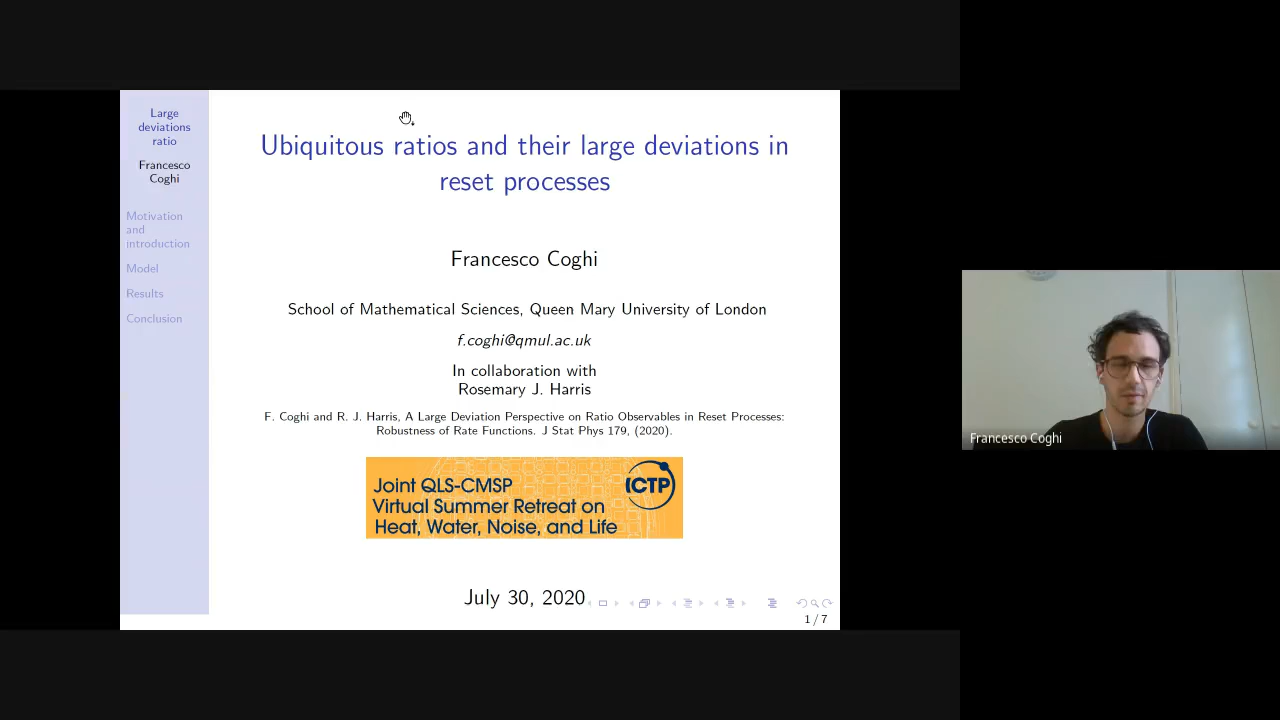 Large
deviations
ratio
Francesco
Coghi
Motivation
and
introduction
Model
Results
Conclusion
Ubiquitous ratios and their large deviations in
reset processes
Francesco Coghi
School of Mathematical Sciences, Queen Mary University of London
f.coghi@qmul.ac.uk
In collaboration with
Rosemary J. Harris
F. Coghi and R. J. Harris, A Large Deviation Perspective on Ratio Observables in Reset Processes:
Robustness of Rate Functions. J Stat Phys 179, (2020).
Joint QLS-CMSP
Virtual Summer Retreat on
Heat, Water, Noise, and Life
ICTP
July 30, 2020
1 / 7
Francesco Coghi